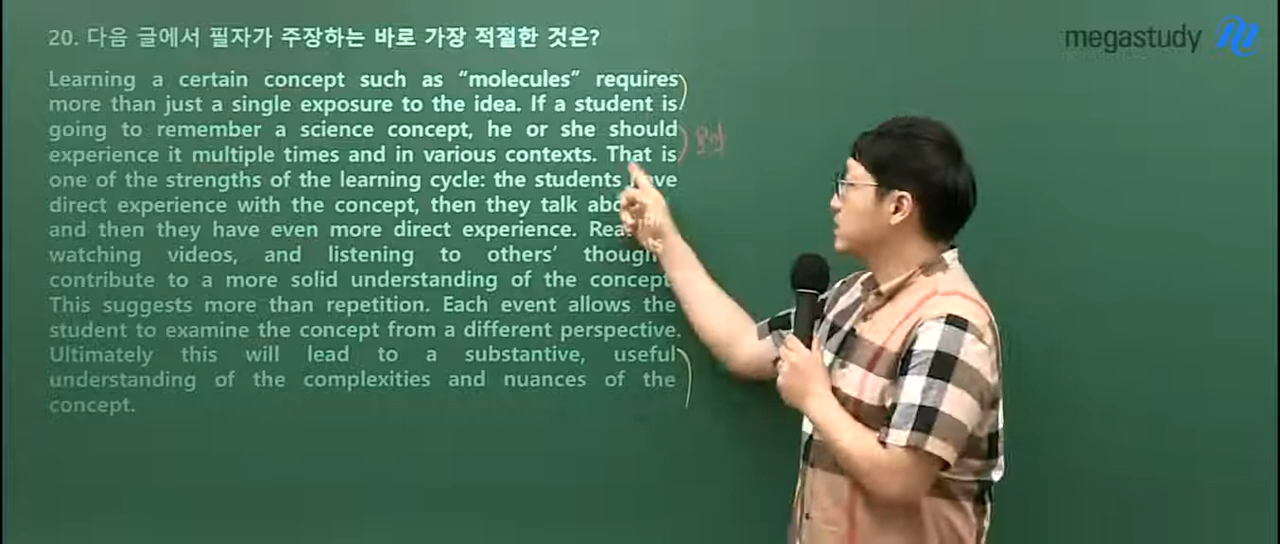 20. 다음 글에서 필자가 주장하는 바로 가장 적절한 것은?
megastudy
Learning a certain concept such as “molecules” requires
more than just a single exposure to the idea. If a student is
going to remember a science concept, he or she should
experience it multiple times and in various contexts. That is
one of the strengths of the learning cycle: the students
direct experience with the concept, then they talk
and then they have even more direct experience.
watching videos, and listening to others’
contribute to a more solid understanding of the concept
This suggests more than repetition. Each event allows the
student to examine the concept from a different perspective.
Ultimately this will lead to a substantive, useful
understanding of the complexities and nuances of the
concept.